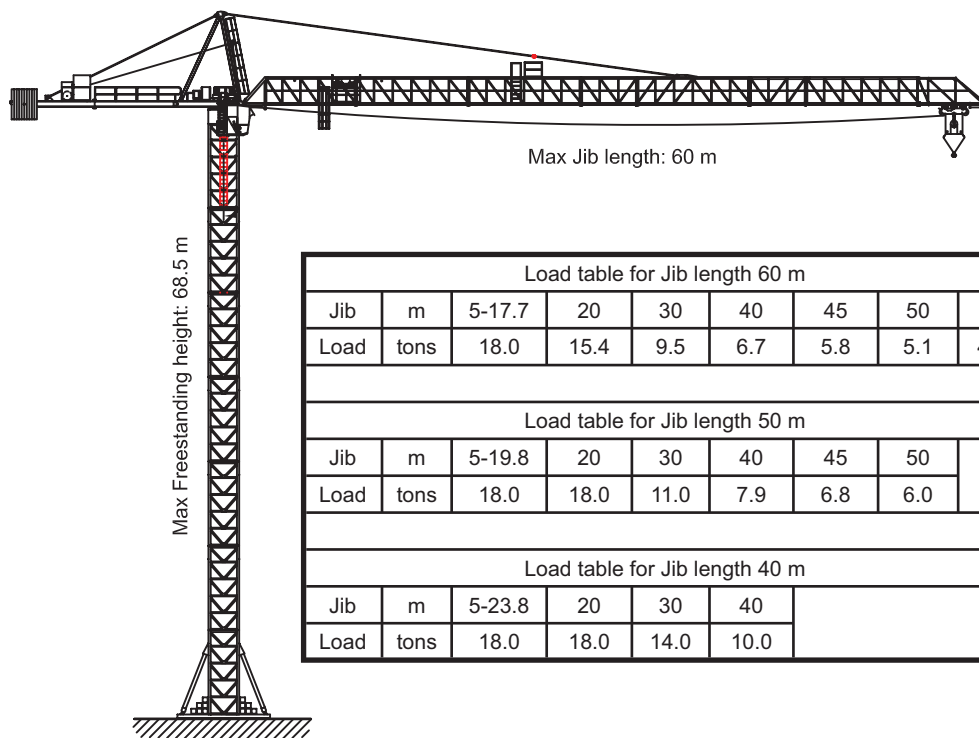 Max Jib length: 60 m
Max Freestanding height: 68.5 m
Load table for Jib length 60 m
Jib m 5-17.7 20 30 40 45 50
Load tons 18.0 15.4 9.5 6.7 5.8 5.1
Load table for Jib length 50 m
Jib m 5-19.8 20 30 40 45 50
Load tons 18.0 18.0 11.0 7.9 6.8 6.0
Load table for Jib length 40 m
Jib m 5-23.8 20 30 40
Load tons 18.0 18.0 14.0 10.0